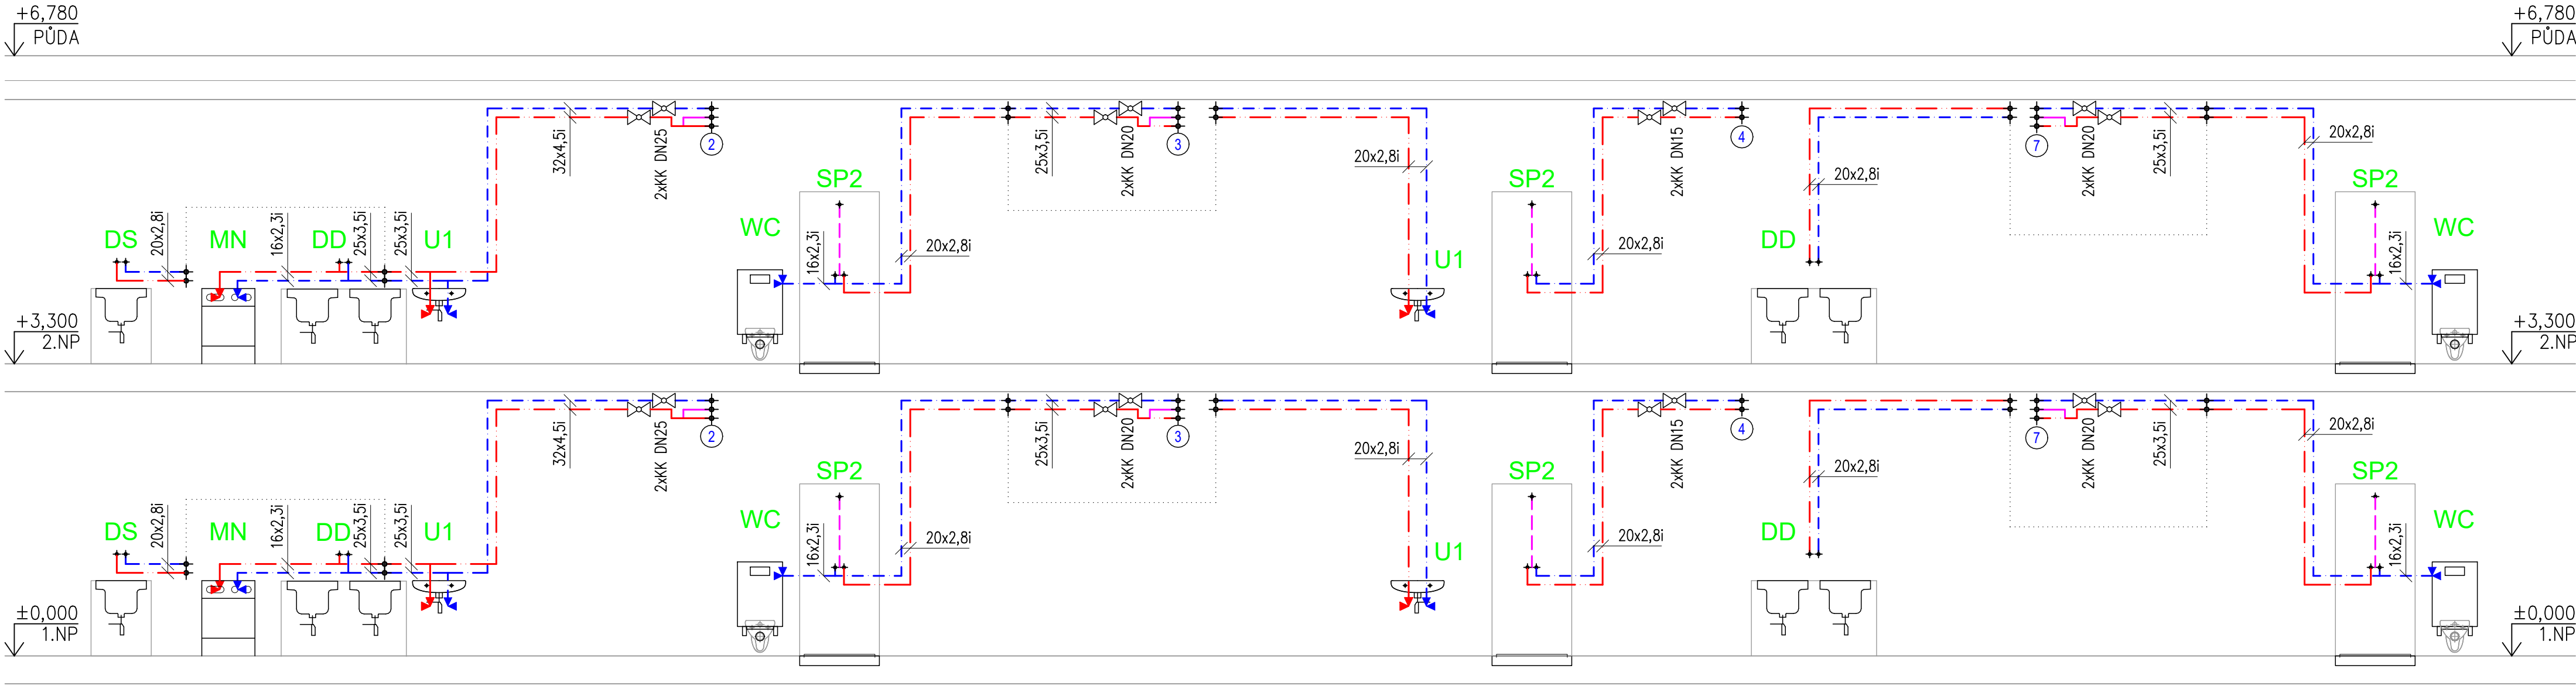 +6,780
PŮDA
+6,780
PŮDA
32x4,5i
2xKK DN25
2
25x3,5i
2xKK DN20
3
20x2,8i
2xKK DN15
4
20x2,8i
7
2xKK DN20
25x3,5i
20x2,8i
SP2
SP2
SP2
DS
20x2,8i
MN
16x2,3i
DD
25x3,5i
25x3,5i
U1
WC
16x2,3i
20x2,8i
U1
20x2,8i
DD
16x2,3i
WC
+3,300
2.NP
+3,300
2.NP
32x4,5i
2xKK DN25
2
25x3,5i
2xKK DN20
3
20x2,8i
2xKK DN15
4
20x2,8i
7
2xKK DN20
25x3,5i
20x2,8i
SP2
SP2
SP2
DS
20x2,8i
MN
16x2,3i
DD
25x3,5i
25x3,5i
U1
WC
16x2,3i
20x2,8i
U1
20x2,8i
DD
16x2,3i
WC
±0,000
1.NP
±0,000
1.NP